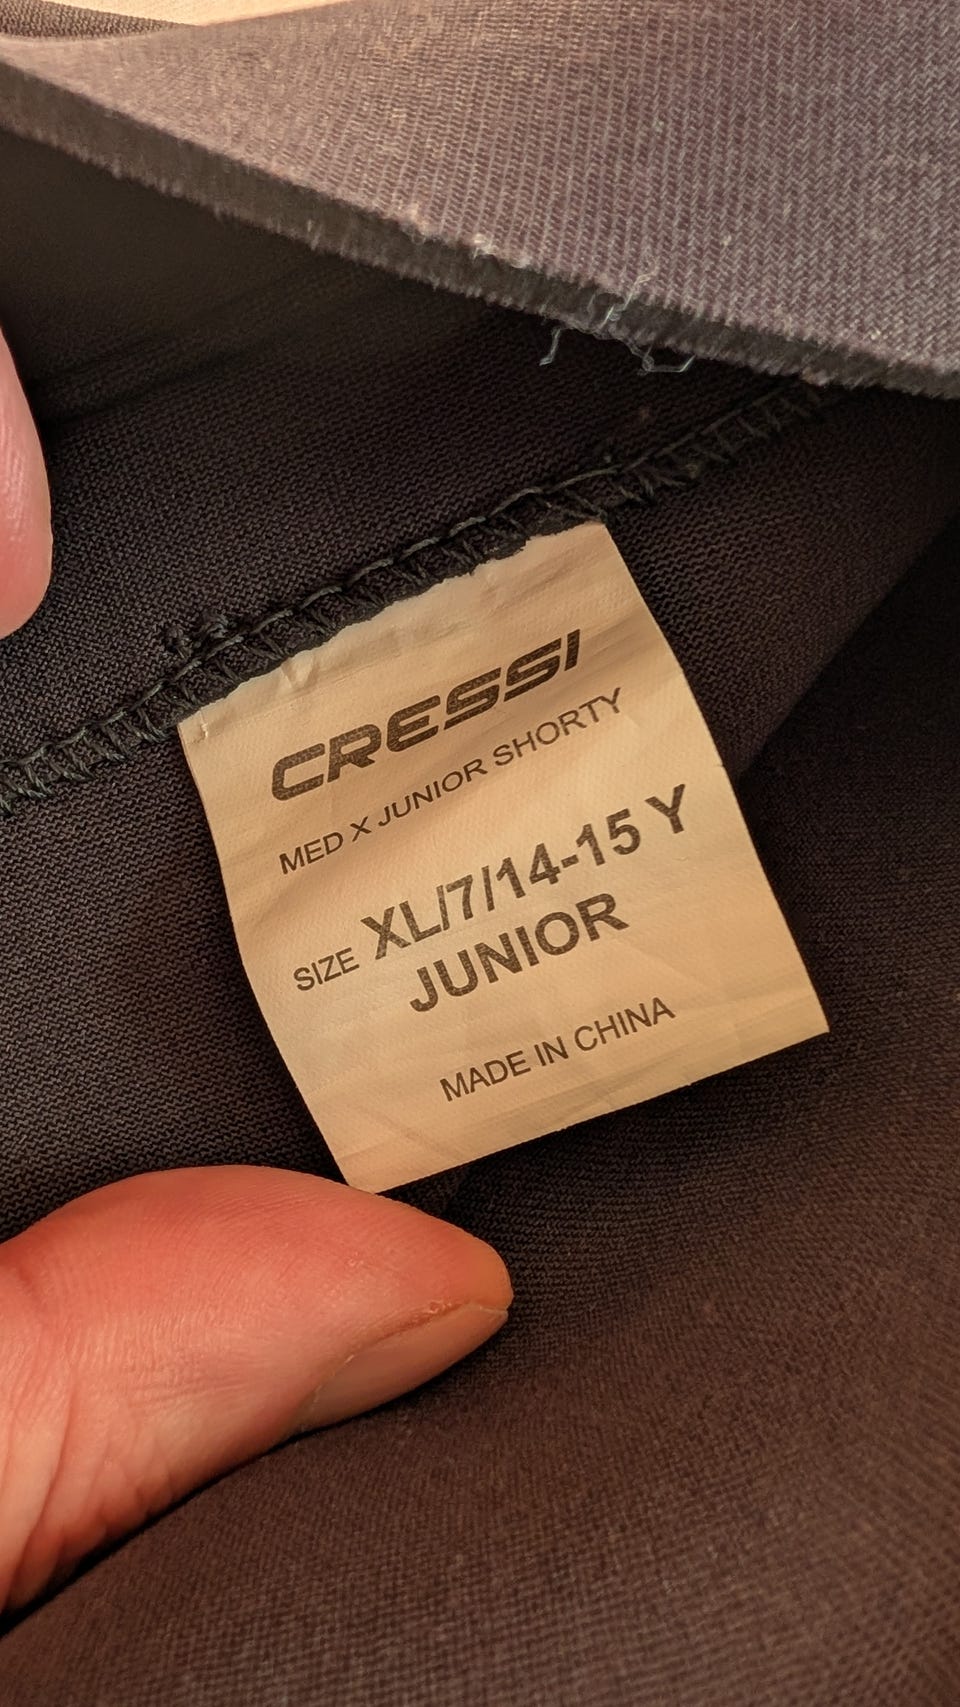 CRESSI
MED X JUNIOR SHORTY
SIZE XL/7/14-15 Y
JUNIOR
MADE IN CHINA